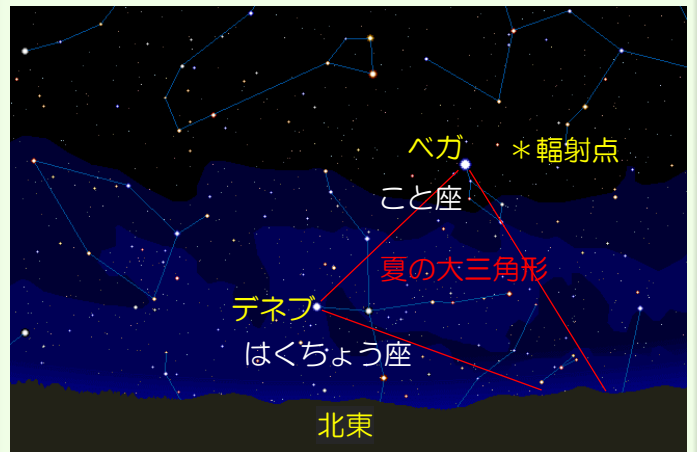 ベガ
＊輻射点
こと座
夏の大三角形
デネブ
はくちょう座
北東